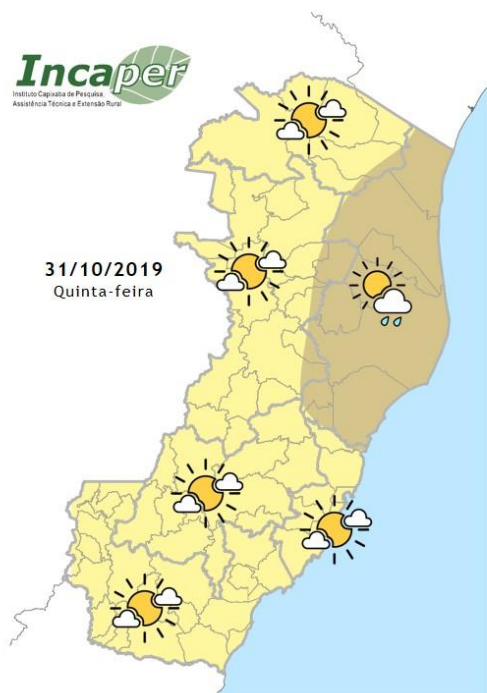 Incaper
Instituto Capixaba de Pesquisa,
Assistência Técnica e Extensão Rural
31/10/2019
Quinta-feira